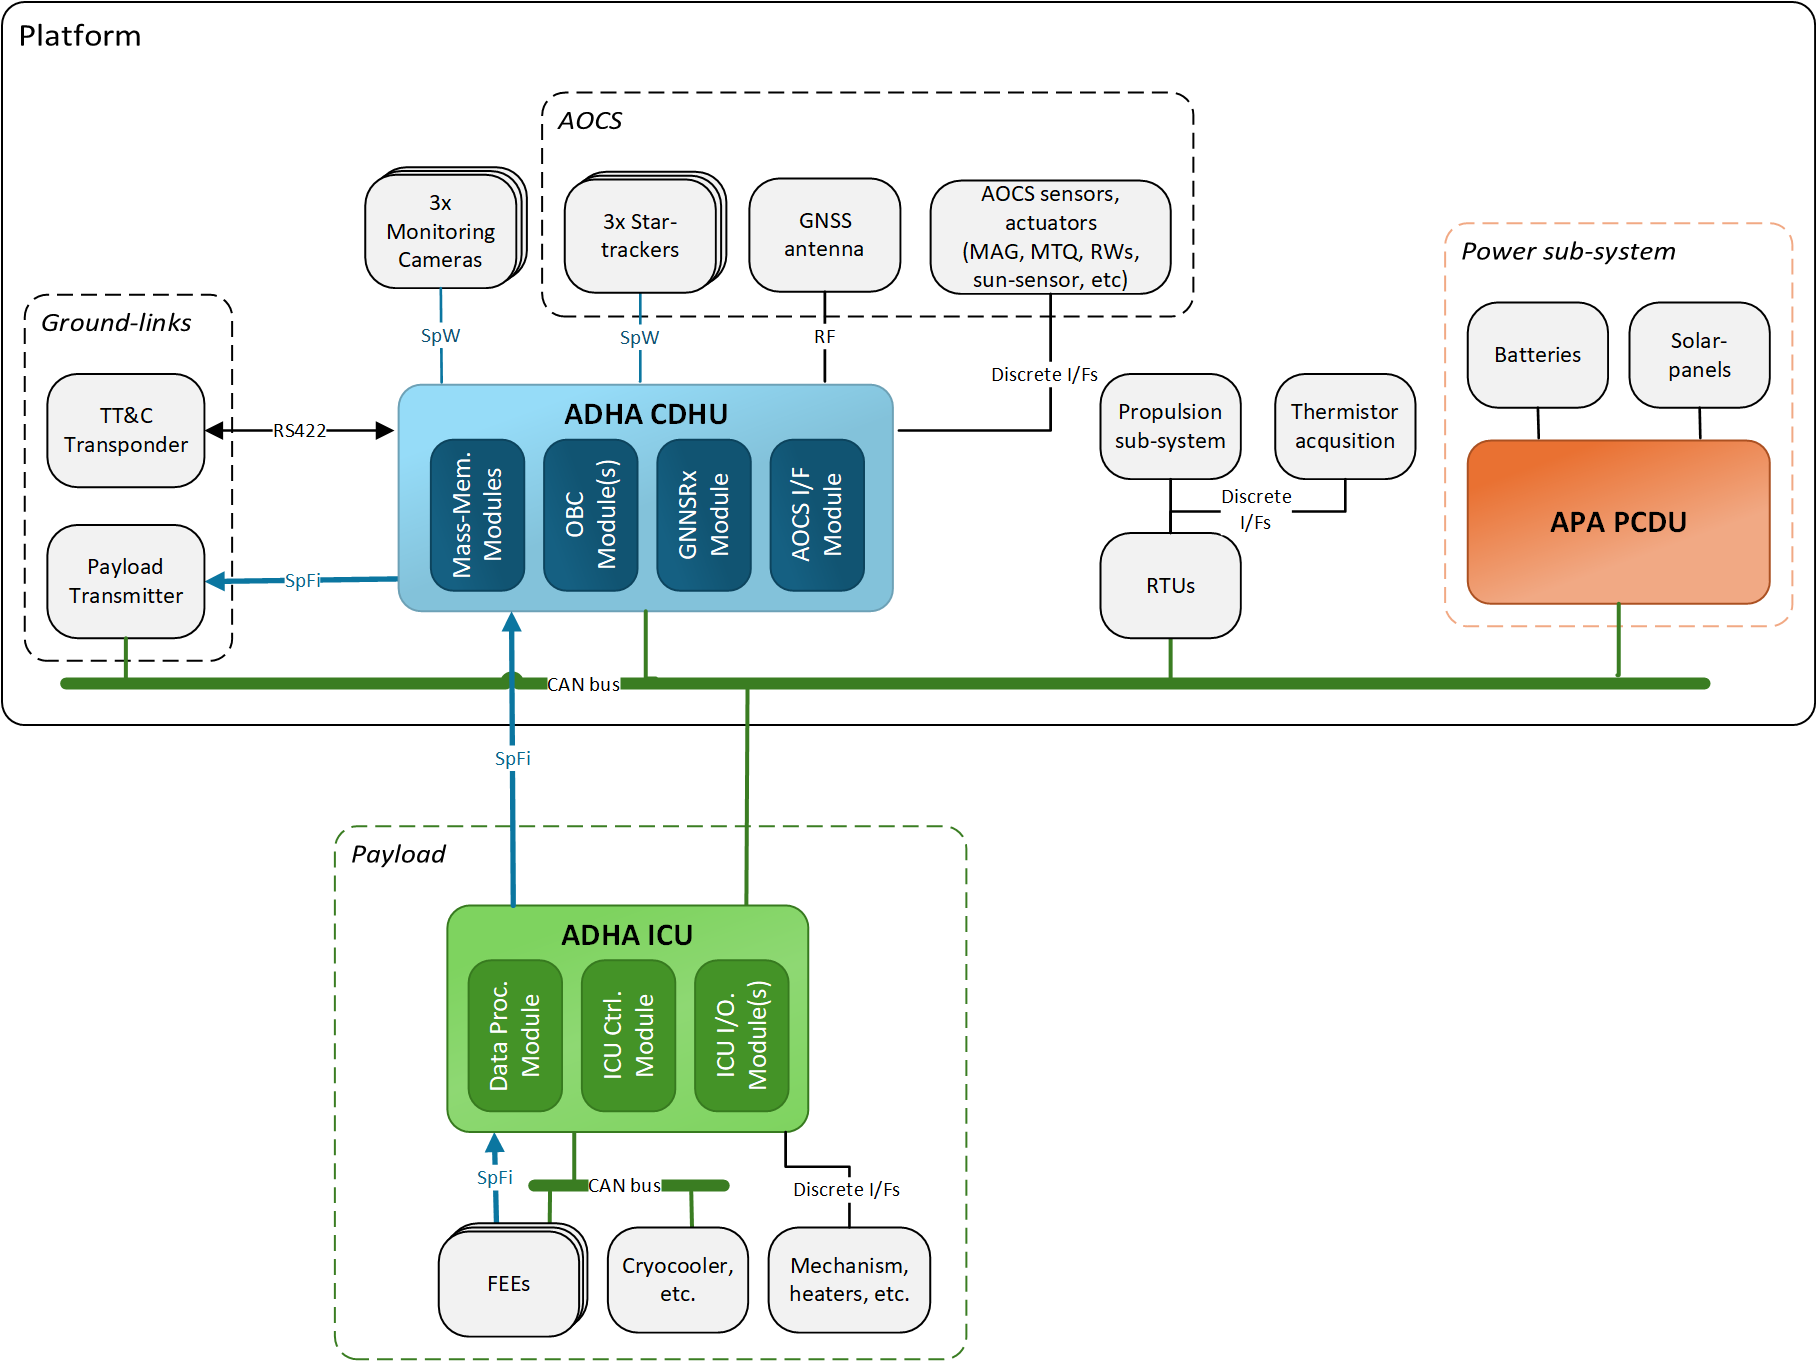 Platform
AOCS
3x
Monitoring
Cameras
3x Star-
trackers
GNSS
antenna
AOCS sensors,
actuators
(MAG, MTQ, RWs,
sun-sensor, etc)
Power sub-system
Batteries
Solar-
panels
APA PCDU
Ground-links
TT&C
Transponder
Payload
Transmitter
SpW
SpW
RF
Discrete I/Fs
RS422
SpFi
ADHA CDHU
Mass-Mem.
Modules
OBC
Module(s)
GNNSRx
Module
AOCS I/F
Module
Propulsion
sub-system
Thermistor
acqusition
Discrete
I/Fs
RTUs
CAN bus
SpFi
Payload
ADHA ICU
Data Proc.
Module
ICU Ctrl.
Module
ICU I/O.
Module(s)
SpFi
CAN bus
Discrete I/Fs
FEEs
Cryocooler,
etc.
Mechanism,
heaters, etc.